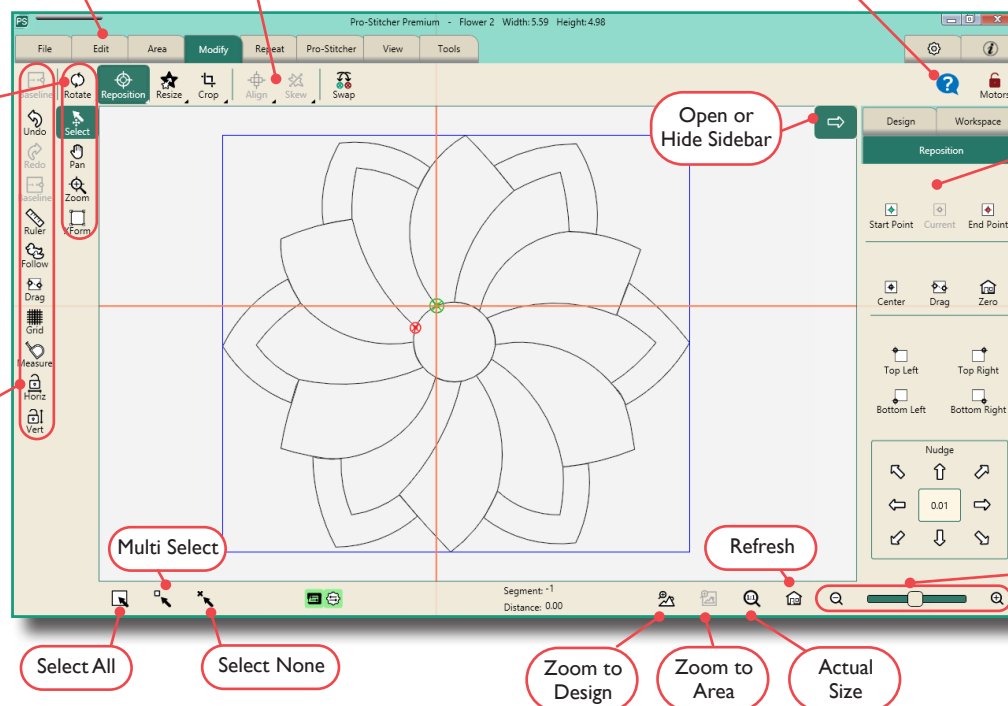 PS
Pro-Stitcher Premium - Flower 2 Width: 5.59 Height: 4.98
File Edit Area Modify Repeat Pro-Stitcher View Tools
Baseline Rotate Reposition Resize Crop Align Skew Swap
Motors
Undo
Redo
Baseline
Ruler
Follow
Drag
Grid
Measure
Horiz
Vert
Select
Pan
Zoom
XForm
Open or
Hide Sidebar
Design Workspace
Reposition
Start Point Current End Point
Center Drag Zero
Top Left Top Right
Bottom Left Bottom Right
Nudge
0.01
Multi Select
Refresh
Segment: -1
Distance: 0.00
1:1
Select All
Select None
Zoom to
Design
Zoom to
Area
Actual
Size